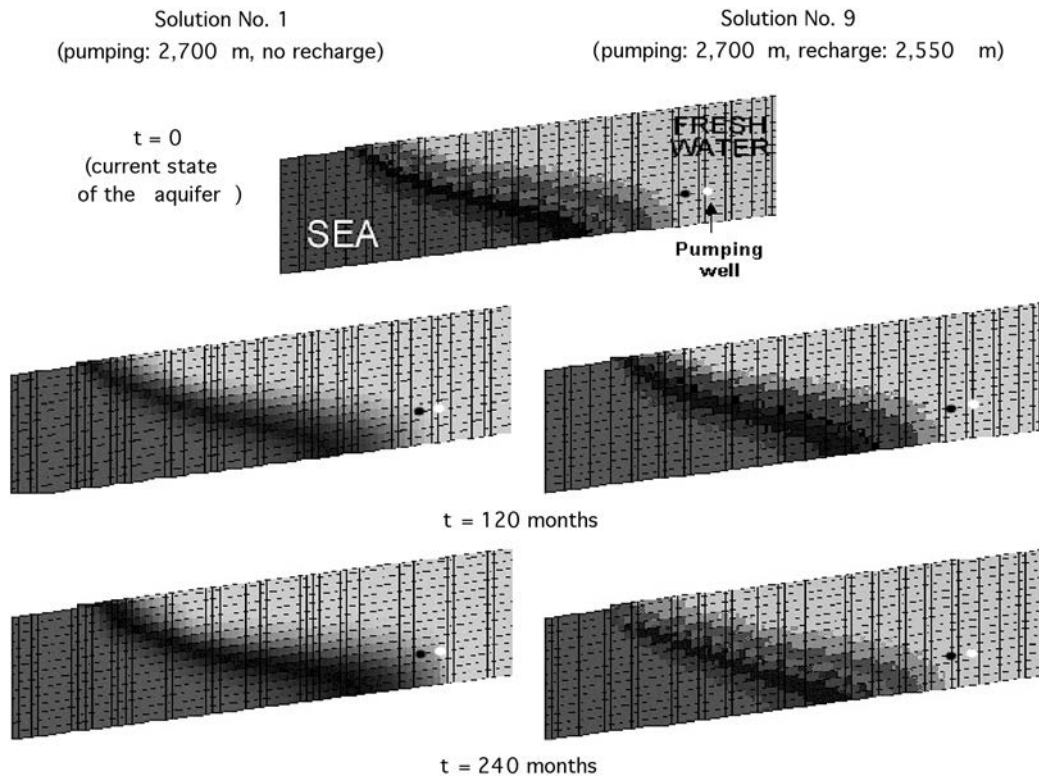 Solution No. 1
(pumping: 2,700 m, no recharge)
Solution No. 9
(pumping: 2,700 m, recharge: 2,550 m)
t = 0
(current state
of the aquifer )
FRESH
WATER
SEA
Pumping
well
t = 120 months
t = 240 months